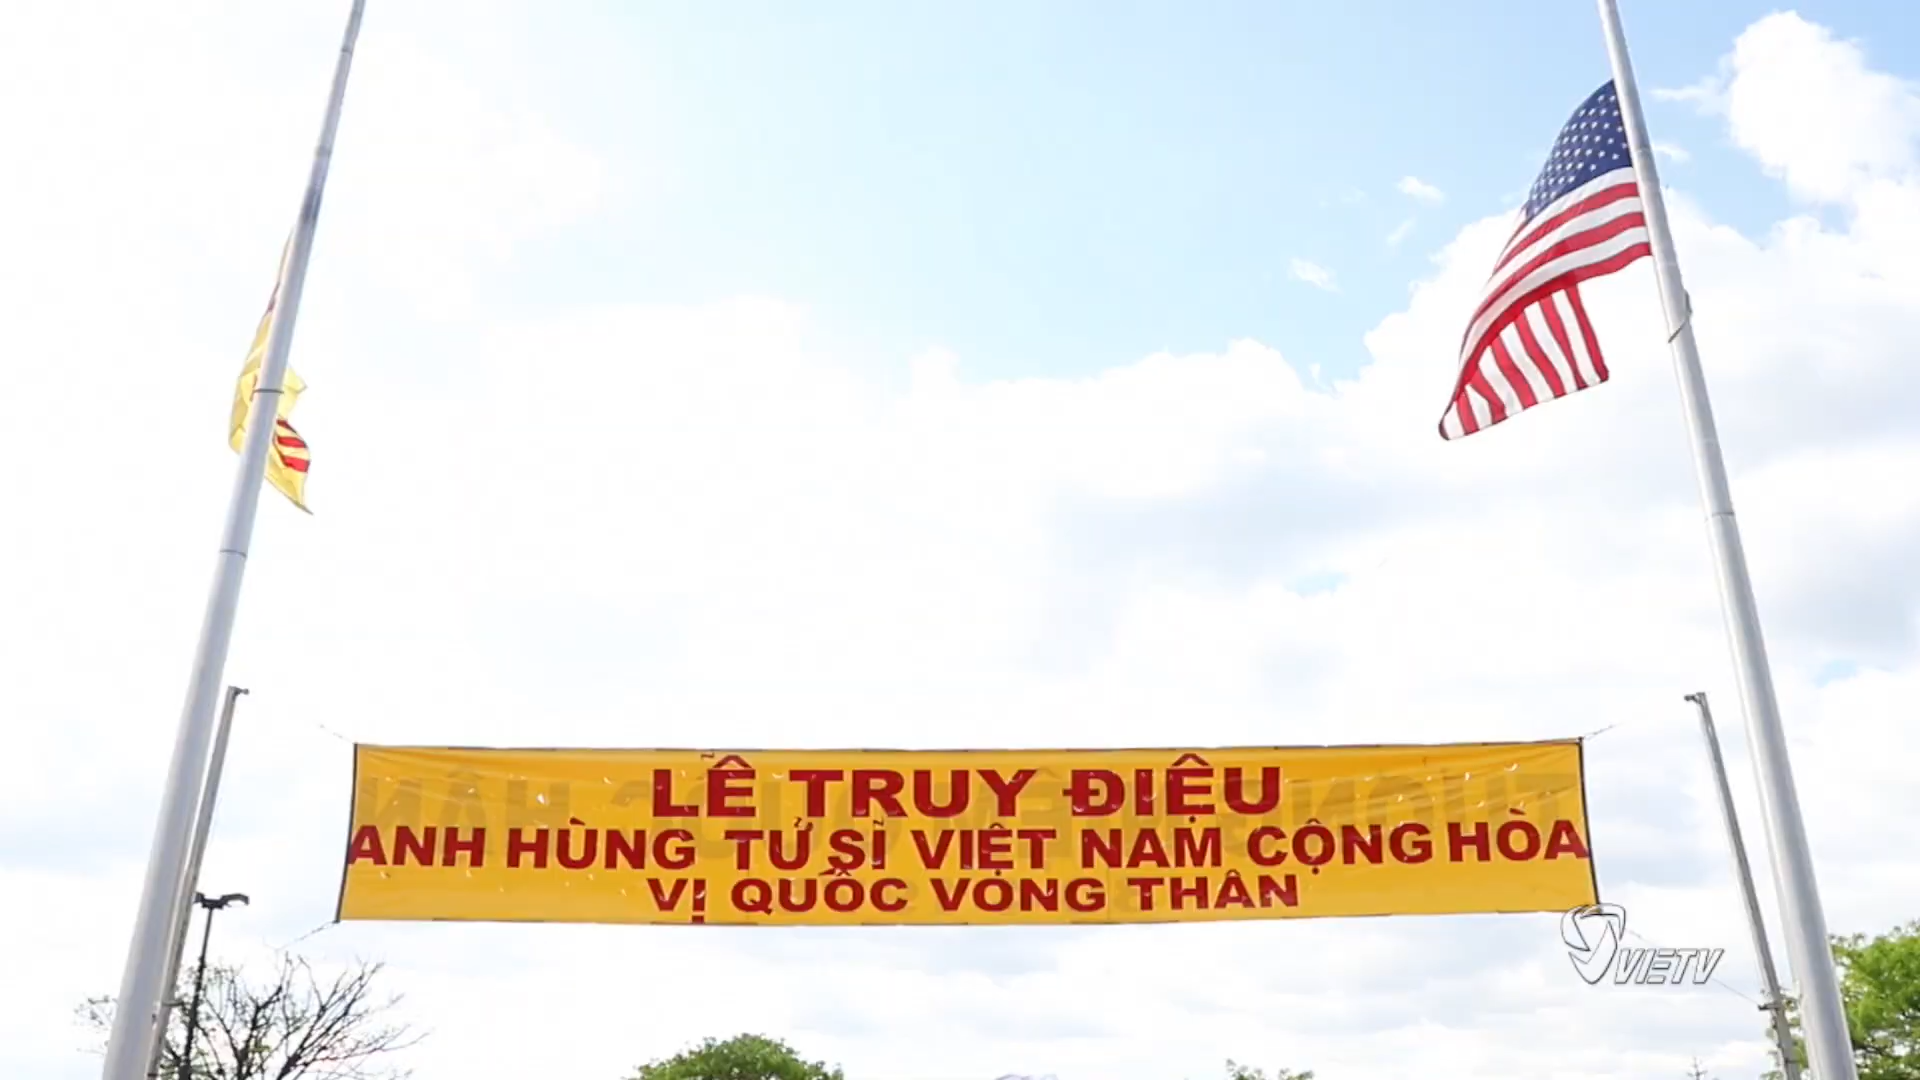 LỄ TRUY ĐIỆU
ANH HÙNG TỬ SĨ VIỆT NAM CỘNG HÒA
VỊ QUỐC VONG THÂN
VIETV